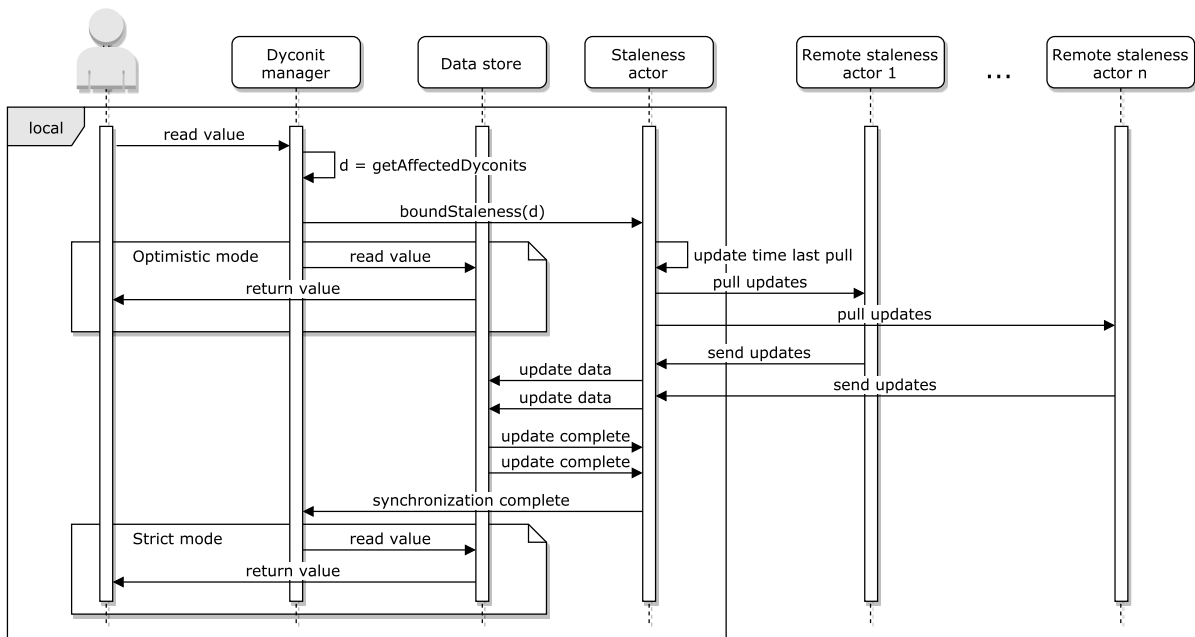 Dyconit
manager
Data store
Staleness
actor
Remote staleness
actor 1
...
Remote staleness
actor n
local
read value
d = getAffectedDyconits
boundStaleness(d)
Optimistic mode
read value
update time last pull
return value
pull updates
pull updates
send updates
update data
send updates
update data
update complete
update complete
synchronization complete
Strict mode
read value
return value